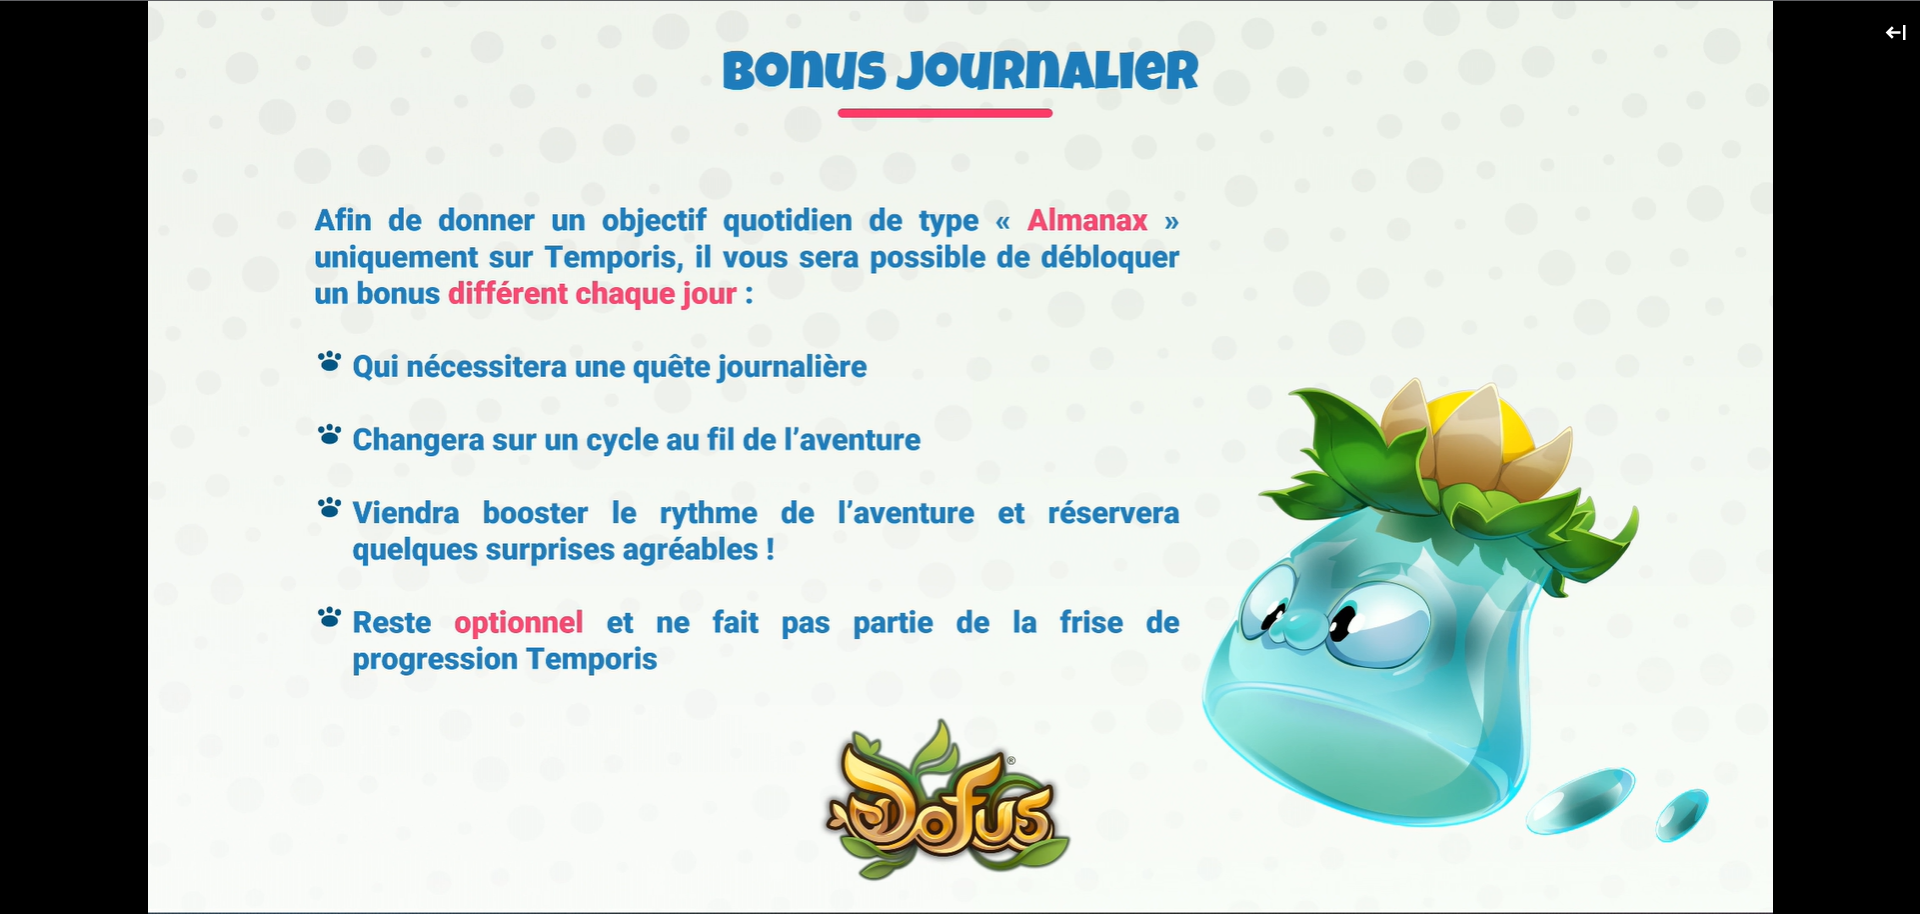 Bonus Journalier
Afin de donner un objectif quotidien de type « Almanax »
uniquement sur Temporis, il vous sera possible de débloquer
un bonus différent chaque jour :
Qui nécessitera une quête journalière
Changera sur un cycle au fil de l’aventure
Viendra booster le rythme de l’aventure et réservera
quelques surprises agréables !
Reste optionnel et ne fait pas partie de la frise de
progression Temporis
Dofus®